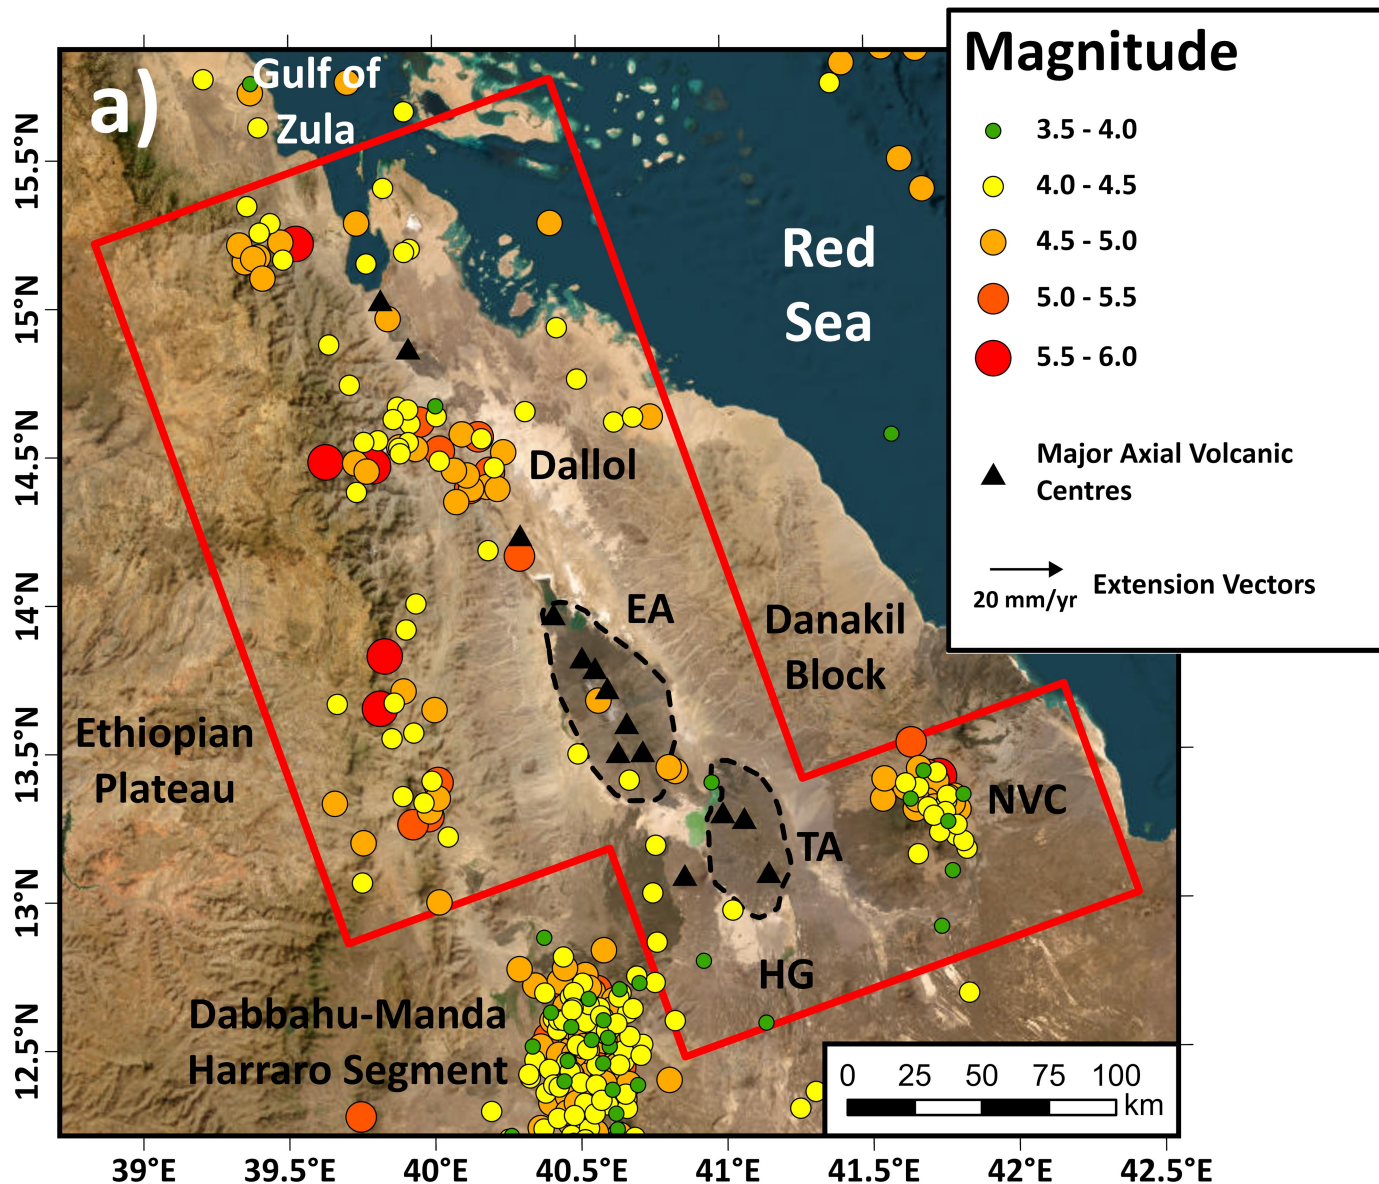 a)
Gulf of
Zula
Red
Sea
Dallol
EA
Danakil
Block
Ethiopian
Plateau
NVC
TA
HG
Dabbahu-Manda
Harraro Segment
Magnitude
3.5 - 4.0
4.0 - 4.5
4.5 - 5.0
5.0 - 5.5
5.5 - 6.0
Major Axial Volcanic
Centres
20 mm/yr
Extension Vectors
15.5°N
15°N
14.5°N
14°N
13.5°N
13°N
12.5°N
0 25 50 75 100
km
39°E 39.5°E 40°E 40.5°E 41°E 41.5°E 42°E 42.5°E